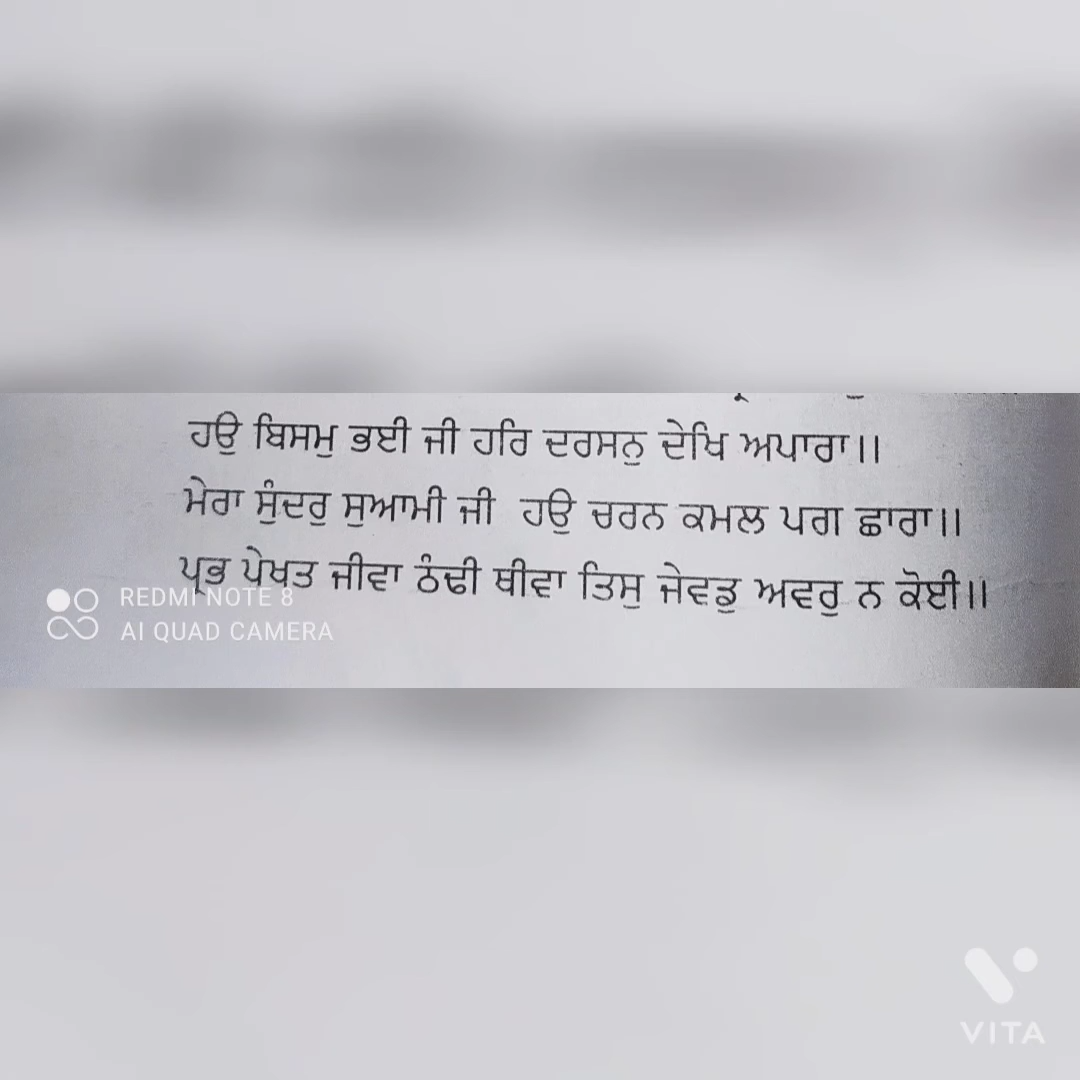 ਹਉ ਬਿਸਮੁ ਭਈ ਜੀ ਹਰਿ ਦਰਸਨੁ ਦੇਖਿ ਅਪਾਰਾ।।
ਮੇਰਾ ਸੁੰਦਰੁ ਸੁਆਮੀ ਜੀ ਹਉ ਚਰਨ ਕਮਲ ਪਗ ਛਾਰਾ।।
ਪ੍ਰਭ ਪੇਖਤ ਜੀਵਾ ਠੰਢੀ ਥੀਵਾ ਤਿਸੁ ਜੇਵਡੁ ਅਵਰੁ ਨ ਕੋਈ।।
REDMI NOTE 8
AI QUAD CAMERA
VITA